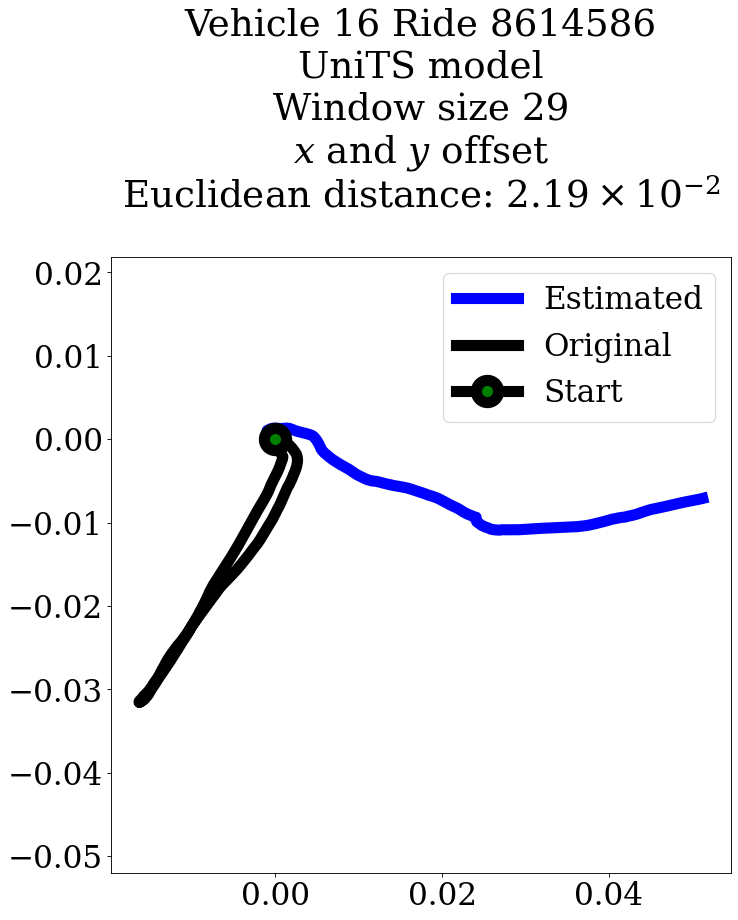 Vehicle 16 Ride 8614586
UniTS model
Window size 29
x and y offset
Euclidean distance: 2.19 × 10⁻²
Estimated
Original
Start
0.02
0.01
0.00
−0.01
−0.02
−0.03
−0.04
−0.05
0.00 0.02 0.04